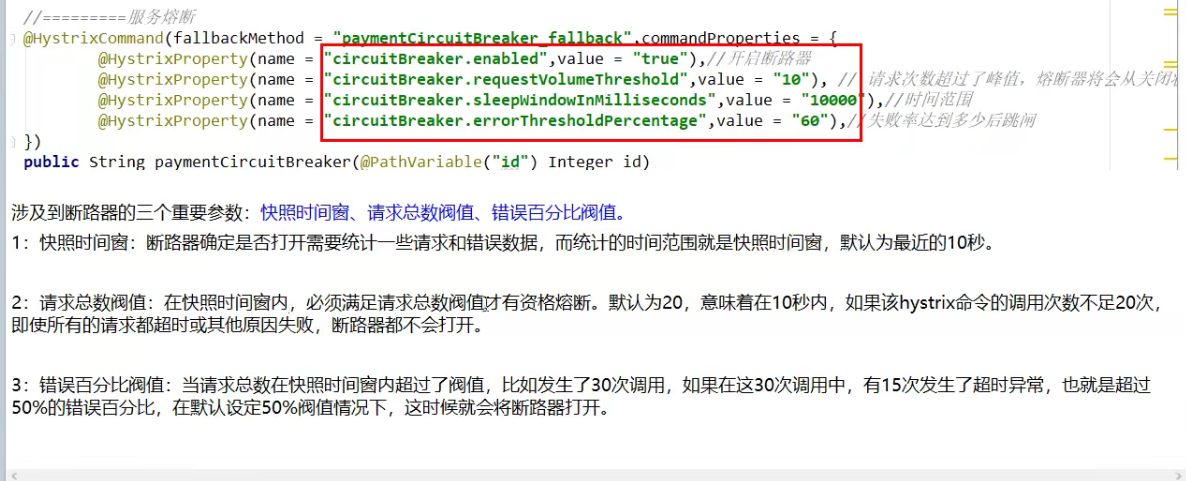 //=========服务熔断
@HystrixCommand(fallbackMethod = "paymentCircuitBreaker_fallback",commandProperties = {
@HystrixProperty(name = "circuitBreaker.enabled",value = "true"),//开启断路器
@HystrixProperty(name = "circuitBreaker.requestVolumeThreshold",value = "10"), // 请求次数超过了峰值，熔断器将会从关闭
@HystrixProperty(name = "circuitBreaker.sleepWindowInMilliseconds",value = "10000"),//时间范围
@HystrixProperty(name = "circuitBreaker.errorThresholdPercentage",value = "60"),//失败率达到多少后跳闸
})
public String paymentCircuitBreaker(@PathVariable("id") Integer id)
涉及到断路器的三个重要参数：快照时间窗、请求总数阀值、错误百分比阀值。
1：快照时间窗：断路器确定是否打开需要统计一些请求和错误数据，而统计的时间范围就是快照时间窗，默认为最近的10秒。
2：请求总数阀值：在快照时间窗内，必须满足请求总数阀值才有资格熔断。默认为20，意味着在10秒内，如果该hystrix命令的调用次数不足20次，
即使所有的请求都超时或其他原因失败，断路器都不会打开。
3：错误百分比阀值：当请求总数在快照时间窗内超过了阀值，比如发生了30次调用，如果在这30次调用中，有15次发生了超时异常，也就是超过
50%的错误百分比，在默认设定50%阀值情况下，这时候就会将断路器打开。